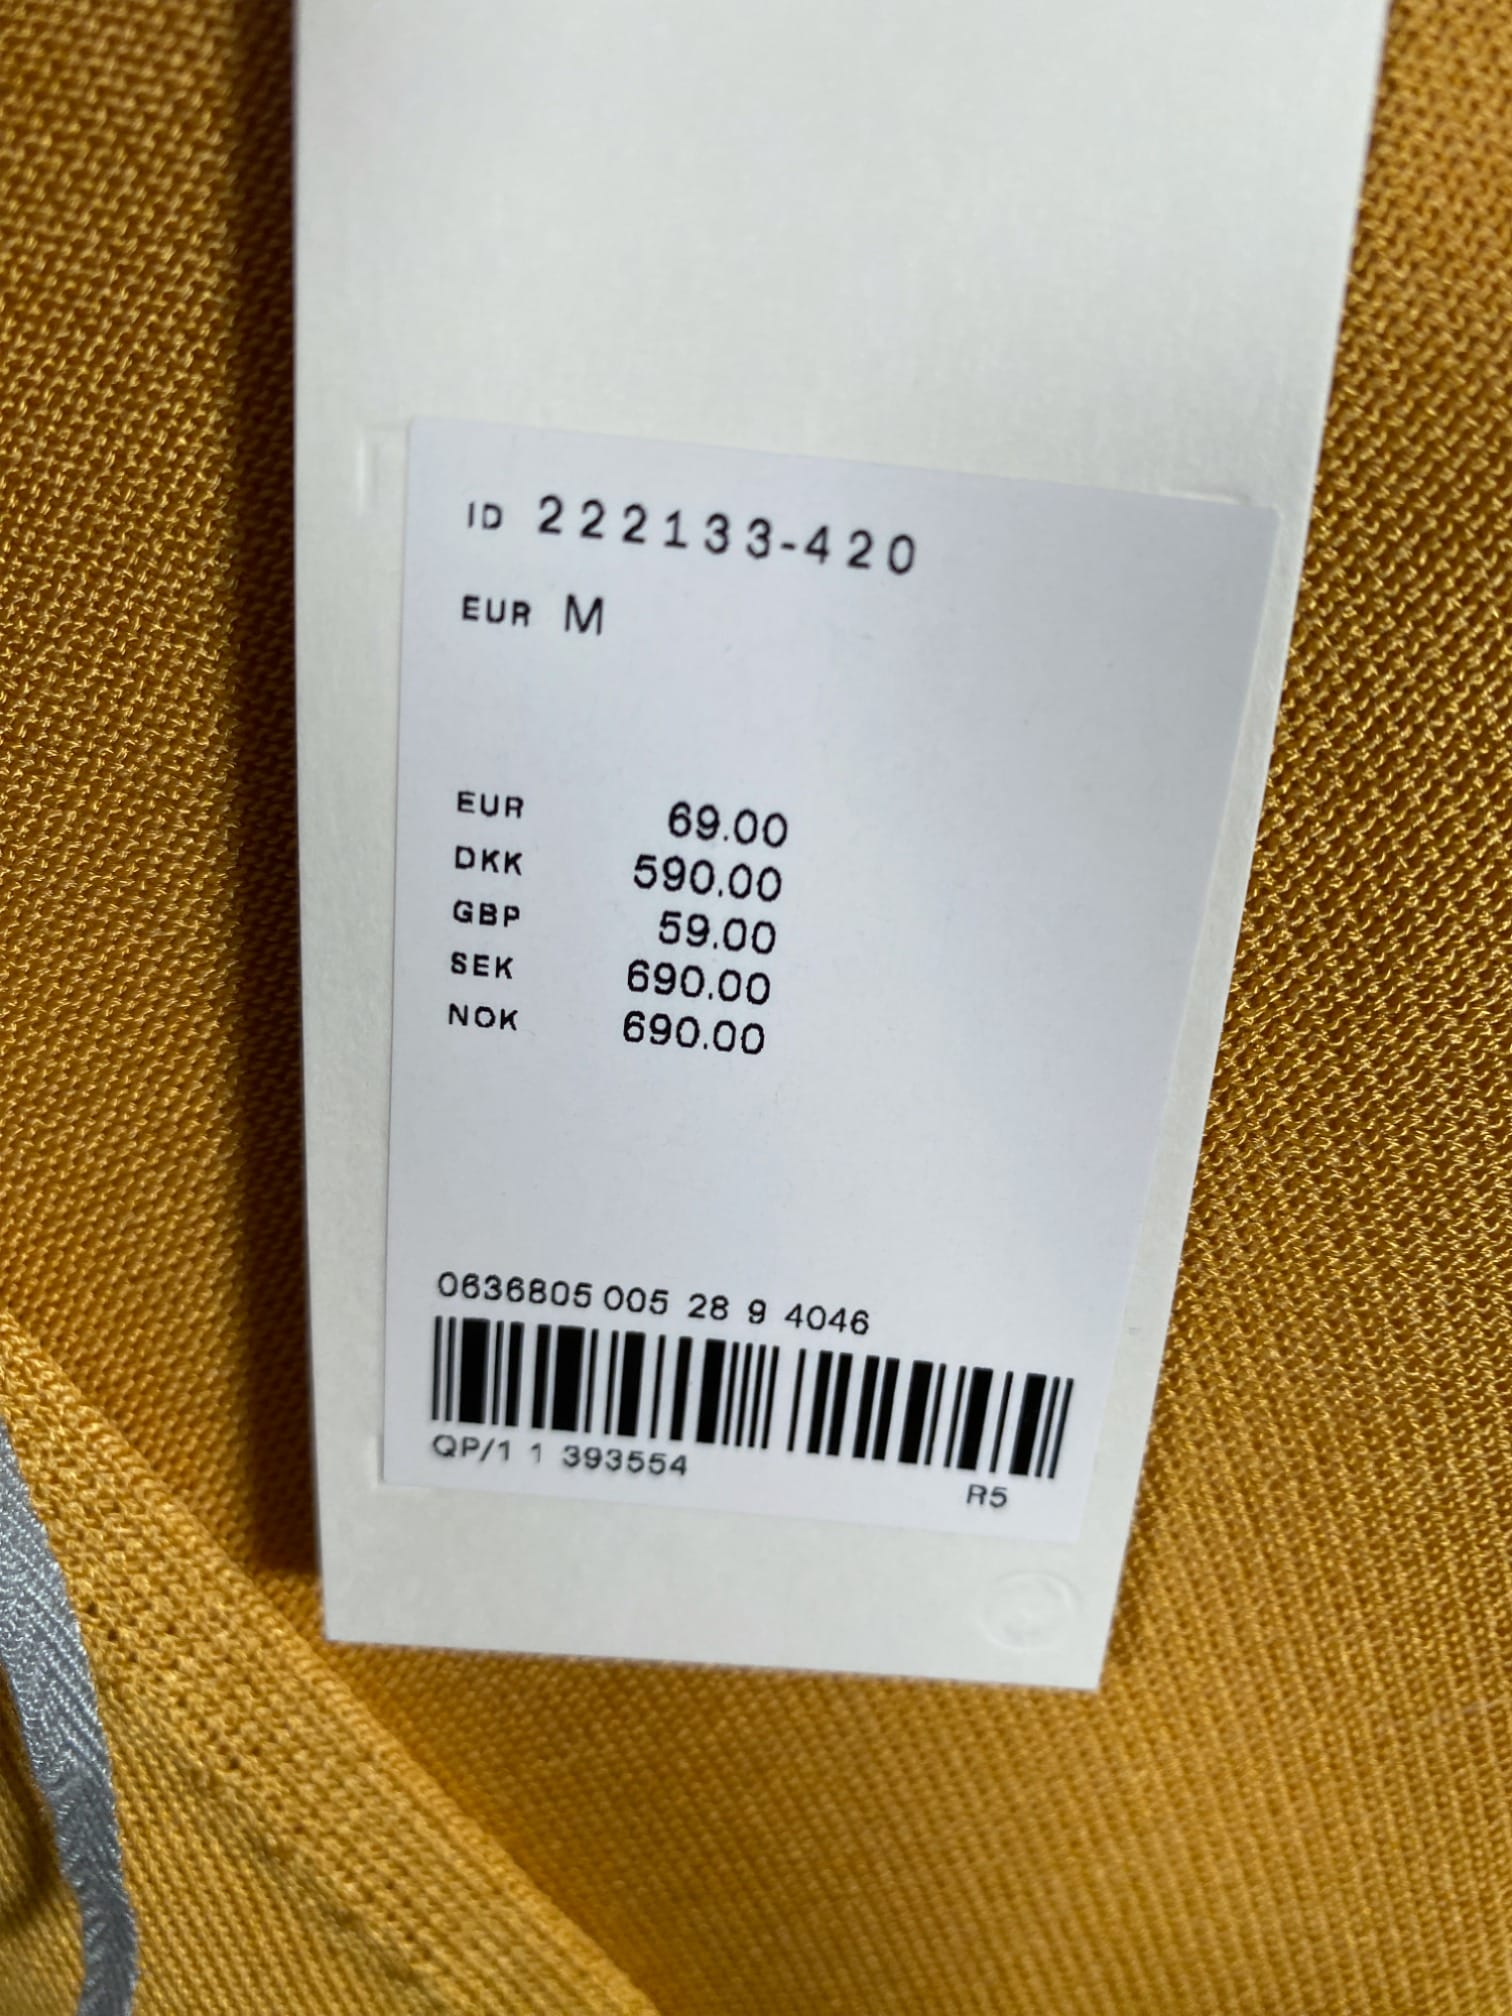 ID 222133-420
EUR M
EUR 69.00
DKK 590.00
GBP 59.00
SEK 690.00
NOK 690.00
0636805 005 28 9 4046
QP/1 1 393554
R5